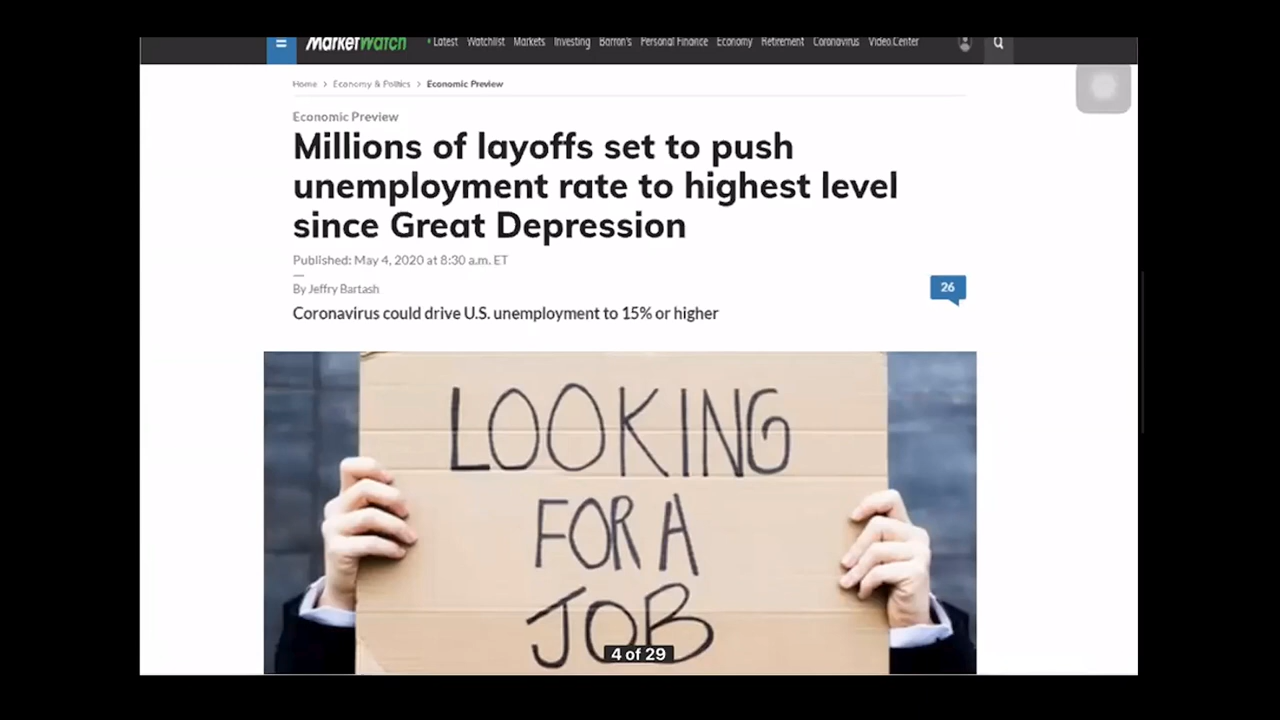 MarketWatch
• Latest Watchlist Markets Investing Barron's Personal Finance Economy Retirement Coronavirus Video Center
Home > Economy & Politics > Economic Preview
Economic Preview
Millions of layoffs set to push
unemployment rate to highest level
since Great Depression
Published: May 4, 2020 at 8:30 a.m. ET
—
By Jeffry Bartash
26
Coronavirus could drive U.S. unemployment to 15% or higher
LOOKING
FOR A
JOB
4 of 29